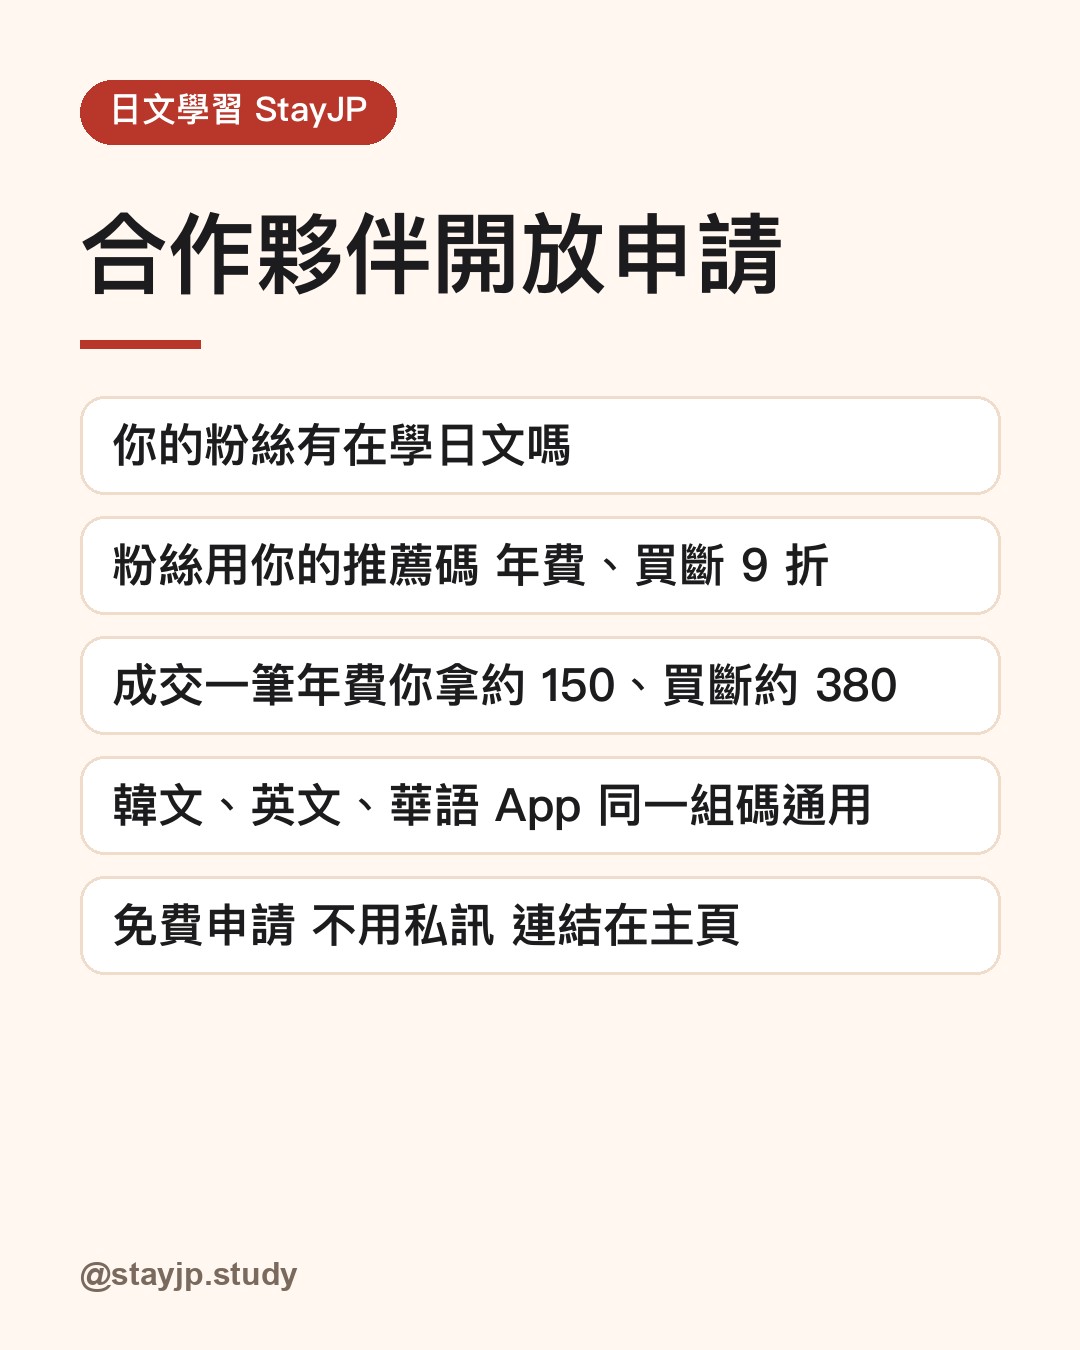 日文學習 StayJP
合作夥伴開放申請
你的粉絲有在學日文嗎
粉絲用你的推薦碼 年費、買斷 9 折
成交一筆年費你拿約 150、買斷約 380
韓文、英文、華語 App 同一組碼通用
免費申請 不用私訊 連結在主頁
@stayjp.study